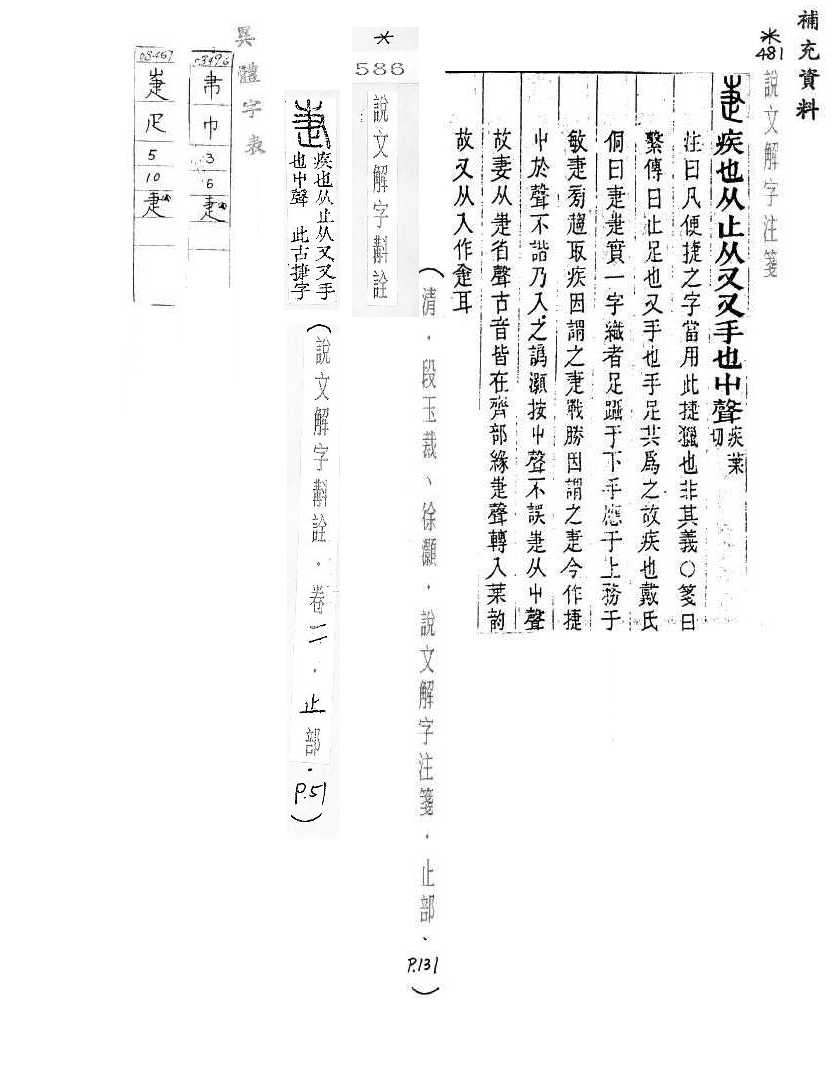 補充資料
*
481
說文解字注箋
疌疾也从止从又又手也屮聲疾葉切
注曰凡便捷之字當用此捷獵也非其義○箋曰
繫傳曰止足也又手也手足共爲之故疾也戴氏
侗曰疌疌實一字織者足躡于下手應于上務于
敏疌趨取疾因謂之疌戰勝因謂之疌今作捷
屮於聲不諧乃入之譌灝按屮聲不誤疌从屮聲
故妻从疌省聲古音皆在齊部緣疌聲轉入葉韵
故又从入作耳
(清.段玉裁、徐灝.說文解字注箋.止部、P.131)
*
586
說文解字斠詮
疌
疾也从止从又又手
也屮聲 此古捷字
(說文解字斠詮.卷二.止部.P.51)
異體字表
巾
3
6
疌
疋
5
10
疌